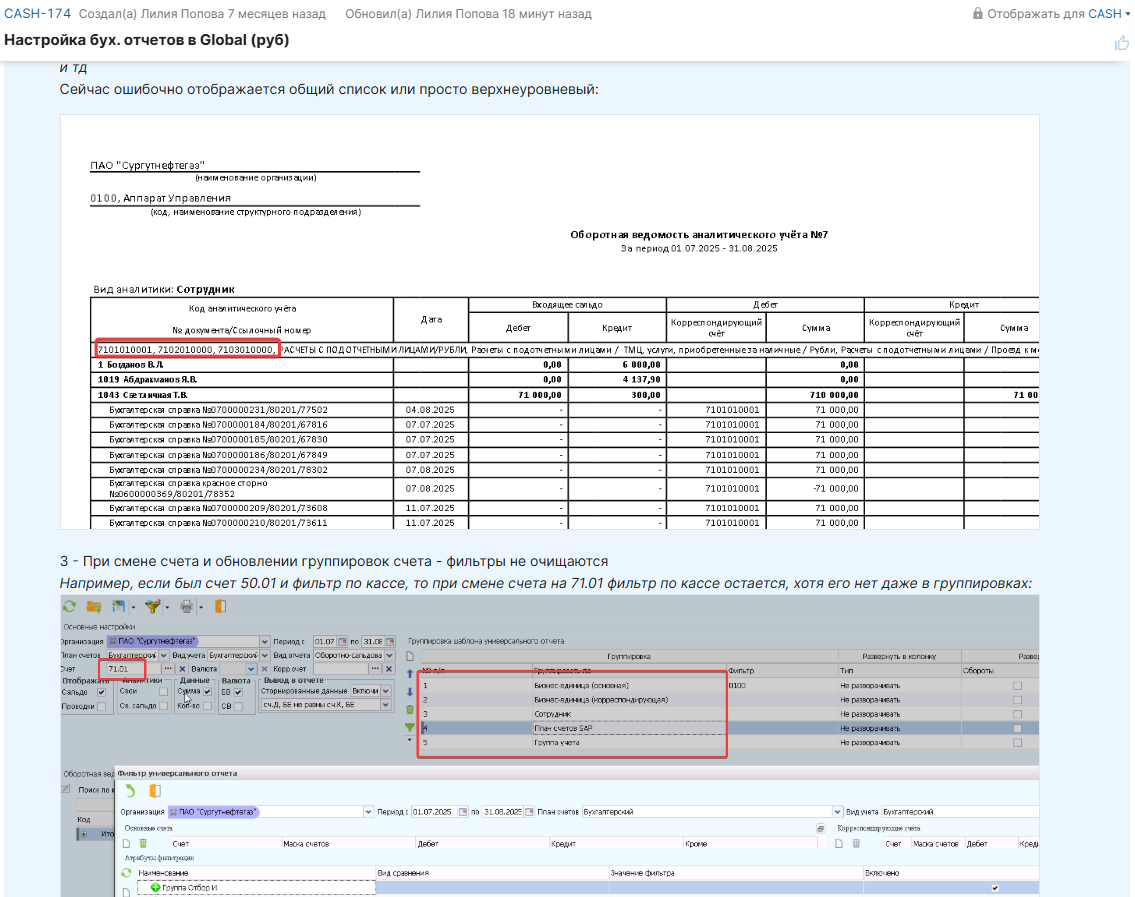 CASH-174 Создал(а) Лилия Попова 7 месяцев назад Обновил(а) Лилия Попова 18 минут назад Отображать для CASH
Настройка бух. отчетов в Global (руб)
и тд
Сейчас ошибочно отображается общий список или просто верхнеуровневый:
ПАО "Сургутнефтегаз"
(наименование организации)
0100, Аппарат Управления
(код, наименование структурного подразделения)
Оборотная ведомость аналитического учёта №7
За период 01.07.2025 - 31.08.2025
Вид аналитики: Сотрудник
Код аналитического учёта Дата Входящее сальдо Дебет Кредит
№ документа/Ссылочный номер Дебет Кредит Корреспондирующий счёт Сумма Корреспондирующий счёт Сумма
7101010001, 7102010000, 7103010000, РАСЧЕТЫ С ПОДОТЧЕТНЫМИ ЛИЦАМИ/РУБЛИ, Расчеты с подотчетными лицами / ТМЦ, услуги, приобретенные за наличные / Рубли, Расчеты с подотчетными лицами / Проезд к м
1 Богданов В.Л. 0,00 6 000,00 0,00
1019 Абдрахманов Я.В. 0,00 4 137,90 0,00
1043 Светличная Т.В. 71 000,00 300,00 710 000,00 71 00
Бухгалтерская справка №0700000231/80201/77502 04.08.2025 - - 7101010001 71 000,00
Бухгалтерская справка №0700000184/80201/67816 07.07.2025 - - 7101010001 71 000,00
Бухгалтерская справка №0700000185/80201/67830 07.07.2025 - - 7101010001 71 000,00
Бухгалтерская справка №0700000186/80201/67849 07.07.2025 - - 7101010001 71 000,00
Бухгалтерская справка №0700000234/80201/78302 07.08.2025 - - 7101010001 71 000,00
Бухгалтерская справка красное сторно
№0600000369/80201/78352 07.08.2025 - - 7101010001 -71 000,00
Бухгалтерская справка №0700000209/80201/73608 11.07.2025 - - 7101010001 71 000,00
Бухгалтерская справка №0700000210/80201/73611 11.07.2025 - - 7101010001 71 000,00
3 - При смене счета и обновлении группировок счета - фильтры не очищаются
Например, если был счет 50.01 и фильтр по кассе, то при смене счета на 71.01 фильтр по кассе остается, хотя его нет даже в группировках:
Основные настройки
Организация ПАО "Сургутнефтегаз" Период с 01.07 по 31.08 Группировка шаблона универсального отчета
План счетов Бухгалтерский Вид учета Бухгалтерский Вид отчета Оборотно-сальдова Группировка Развернуть в колонку
Счет 71.01 Валюта Корр.счет № п/п Группировать по Фильтр Тип Обороты
Отображать Аналитики Данные Валюта Вывод в отчете
Сальдо Свои Сумма БВ Сторнированные данные Включи
Проводки Св. сальдо Кол-во СВ сч.Д, БЕ не равны сч.К, БЕ
1 Бизнес-единица (основная) 0100 Не разворачивать
2 Бизнес-единица (корреспондирующая) Не разворачивать
3 Сотрудник Не разворачивать
4 План счетов SAP Не разворачивать
5 Группа учета Не разворачивать
Оборотная вед
Поиск по к
Код
Ито
Фильтр универсального отчета
Организация ПАО "Сургутнефтегаз" Период с 01.07.2025 по 31.08.2025 План счетов Бухгалтерский Вид учета Бухгалтерский
Основные счета Корреспондирующие счета
Счет Маска счетов Дебет Кредит Кроме Счет Маска счетов Дебет Креди
Атрибуты фильтрации
Наименование Вид сравнения Значение фильтра Включено
Группа Отбор И